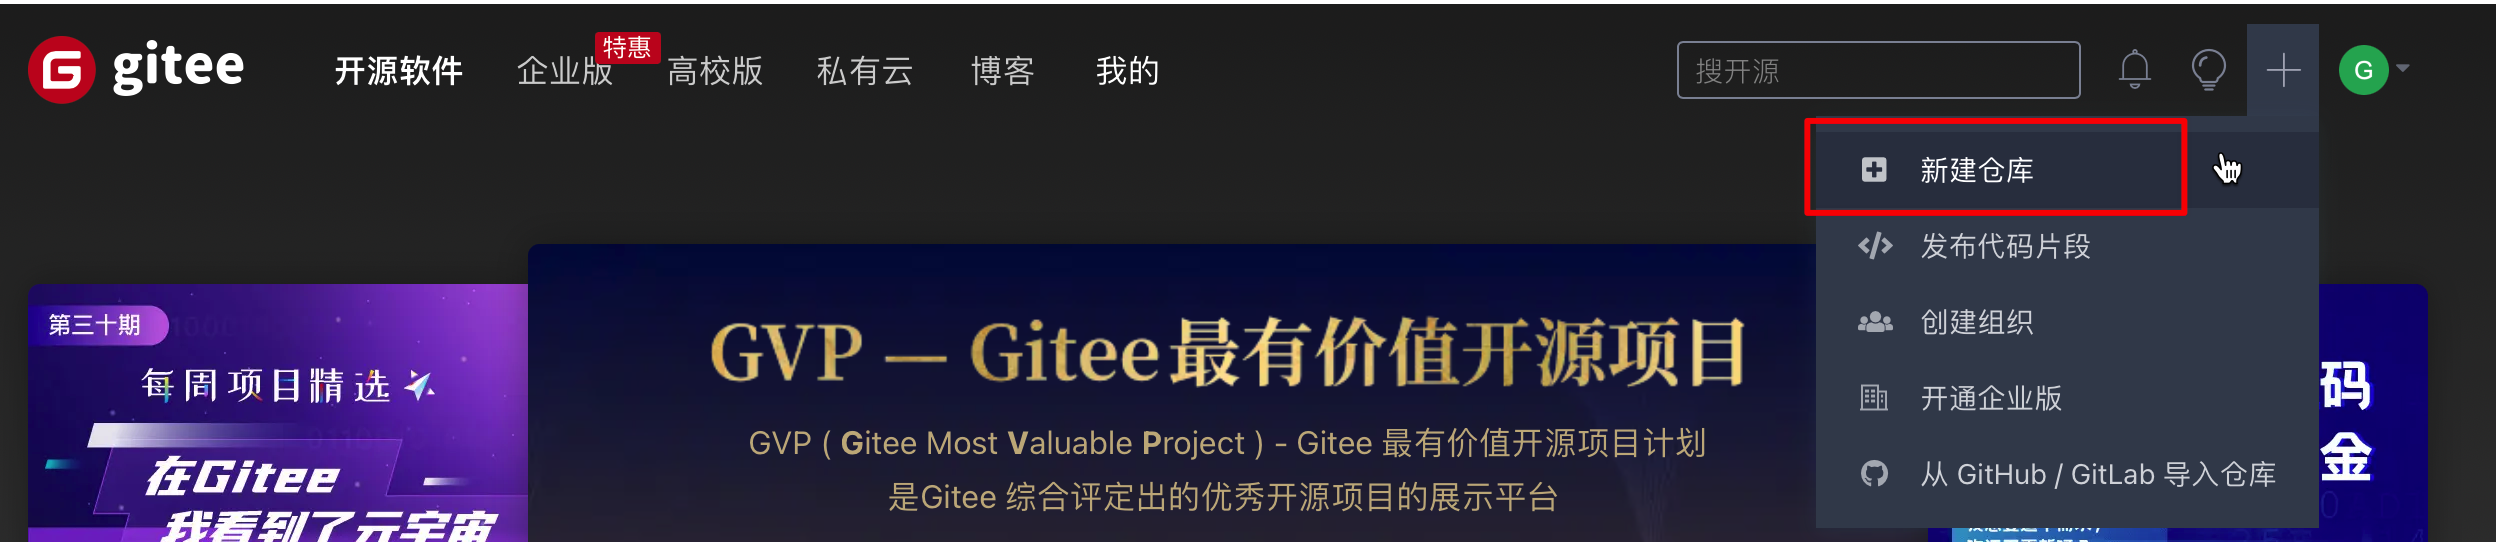 gitee 开源软件 企业版 特惠 高校版 私有云 博客 我的 搜开源 G
新建仓库
发布代码片段
创建组织
开通企业版
从 GitHub / GitLab 导入仓库
第三十期
每周项目精选
在Gitee
我看到了元宇宙
GVP — Gitee最有价值开源项目
GVP ( Gitee Most Valuable Project ) - Gitee 最有价值开源项目计划
是Gitee 综合评定出的优秀开源项目的展示平台
码
金